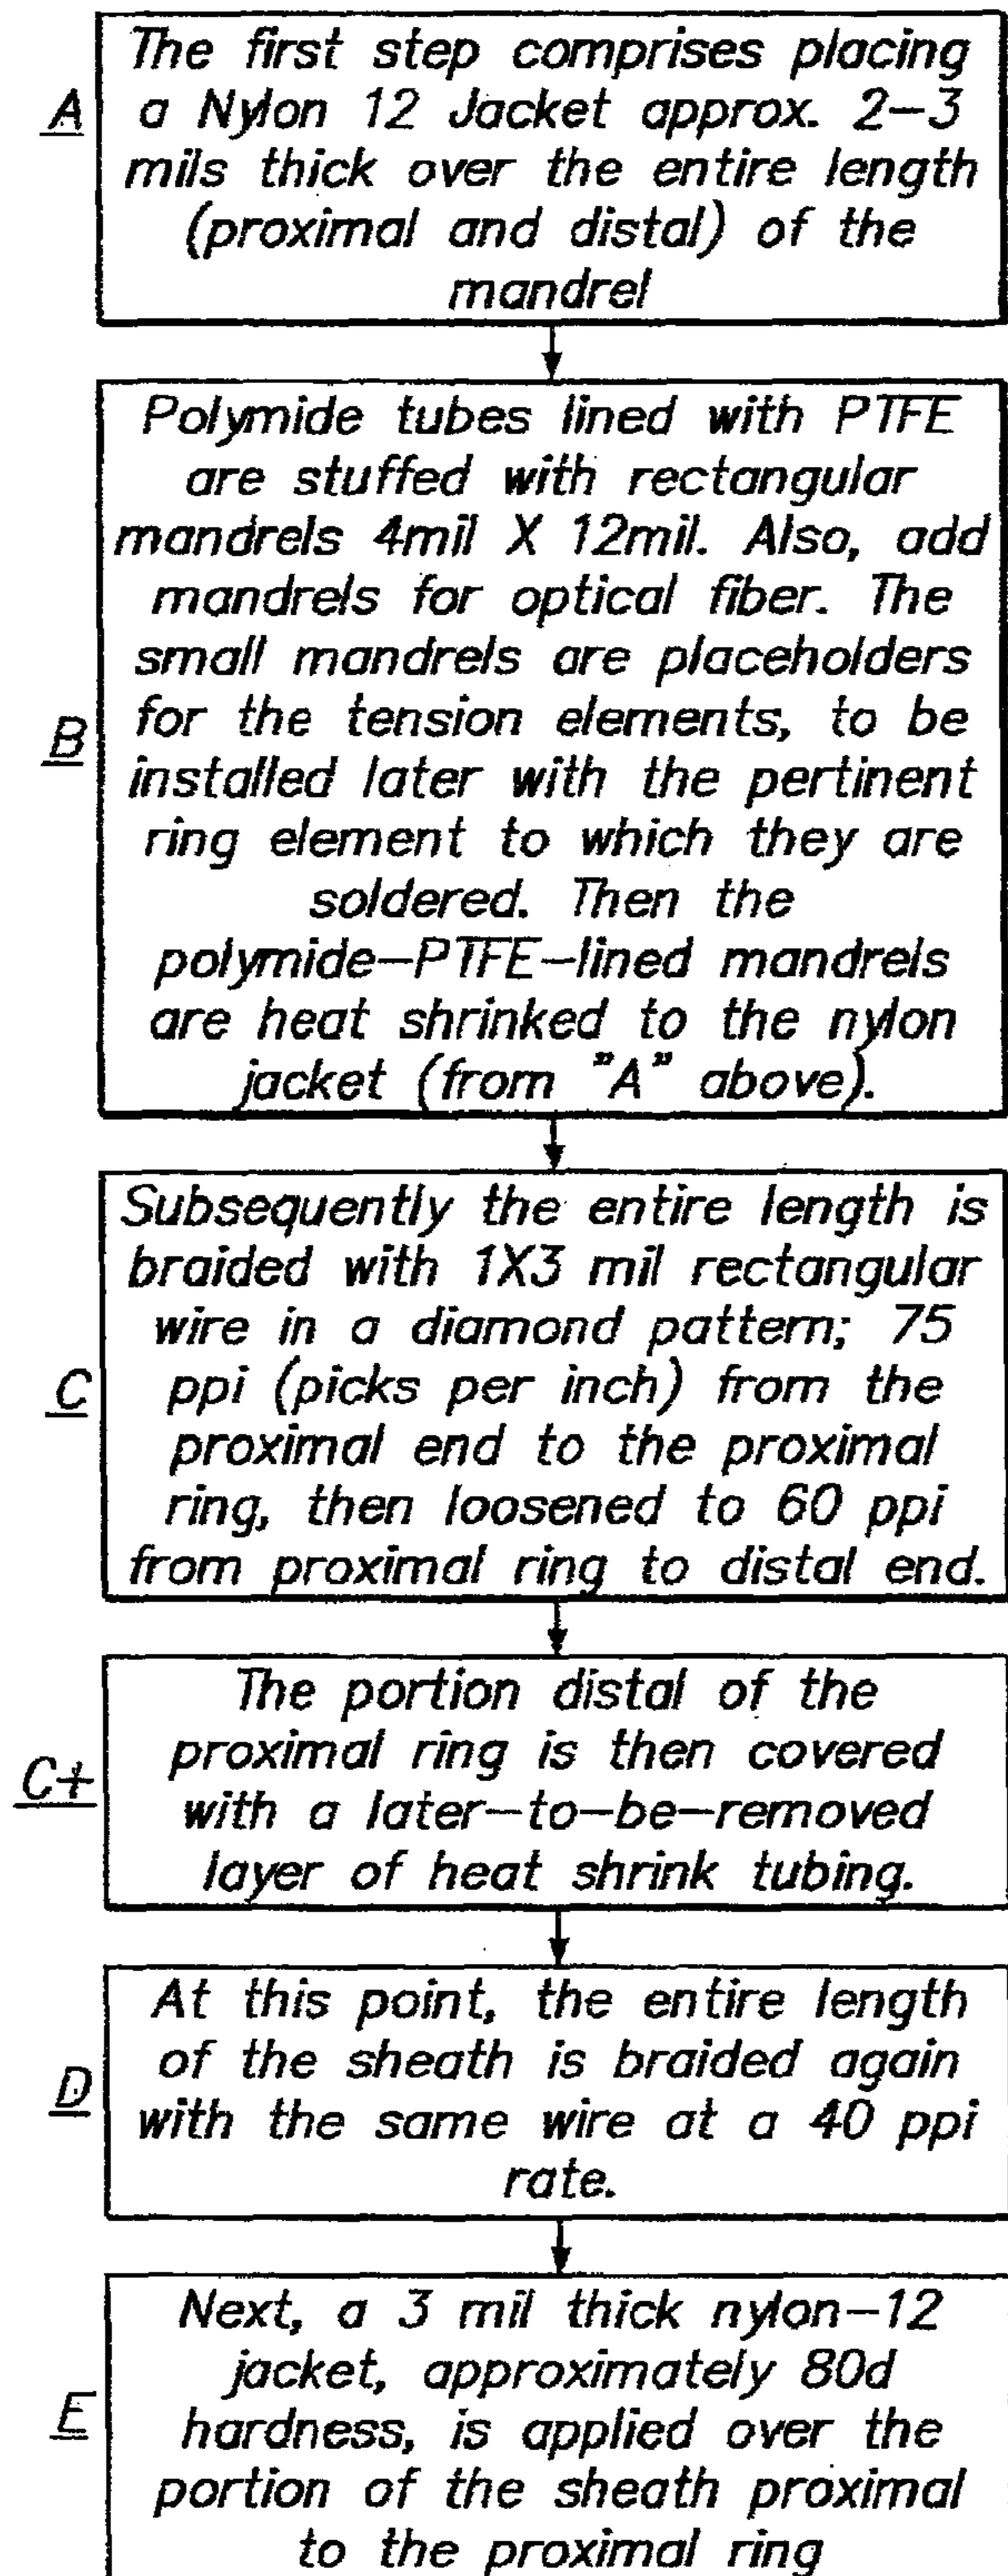 The first step comprises placing
A
a Nylon 12 Jacket approx. 2-3
mils thick over the entire length
(proximal and distal) of the
mandrel
Polymide tubes lined with PTFE
are stuffed with rectangular
mandrels 4mil X 12mil. Also, add
mandrels for optical fiber. The
small mandrels are placeholders
for the tension elements, to be
B
installed later with the pertinent
ring element to which they are
soldered. Then the
polymide-PTFE-lined mandrels
are heat shrinked to the nylon
jacket (from "A" above).
Subsequently the entire length is
braided with 1X3 mil rectangular
wire in a diamond pattern; 75
C
ppi (picks per inch) from the
proximal end to the proximal
ring, then loosened to 60 ppi
from proximal ring to distal end.
The portion distal of the
C+
proximal ring is then covered
with a later-to-be-removed
layer of heat shrink tubing.
At this point, the entire length
of the sheath is braided again
D
with the same wire at a 40 ppi
rate.
Next, a 3 mil thick nylon-12
jacket, approximately 80d
E
hardness, is applied over the
portion of the sheath proximal
to the proximal ring